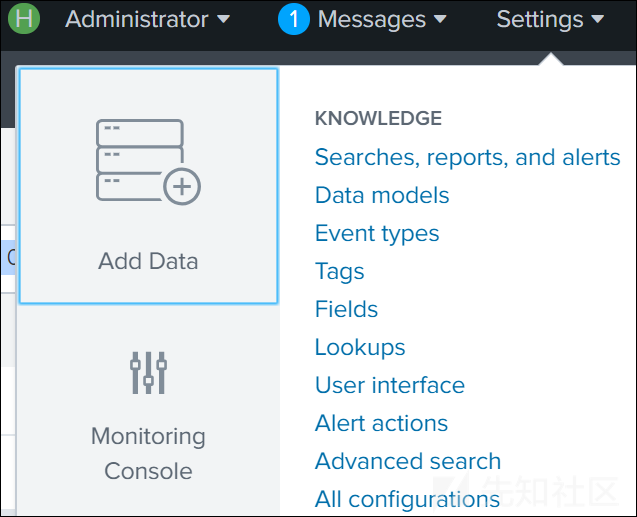 H Administrator 1 Messages Settings
Add Data
Monitoring
Console
KNOWLEDGE
Searches, reports, and alerts
Data models
Event types
Tags
Fields
Lookups
User interface
Alert actions
Advanced search
All configurations
先知社区